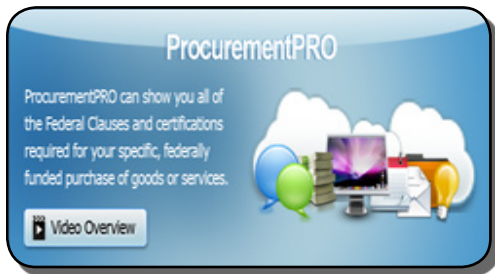 ProcurementPRO
ProcurementPRO can show you all of
the Federal Clauses and certifications
required for your specific, federally
funded purchase of goods or services.
Video Overview